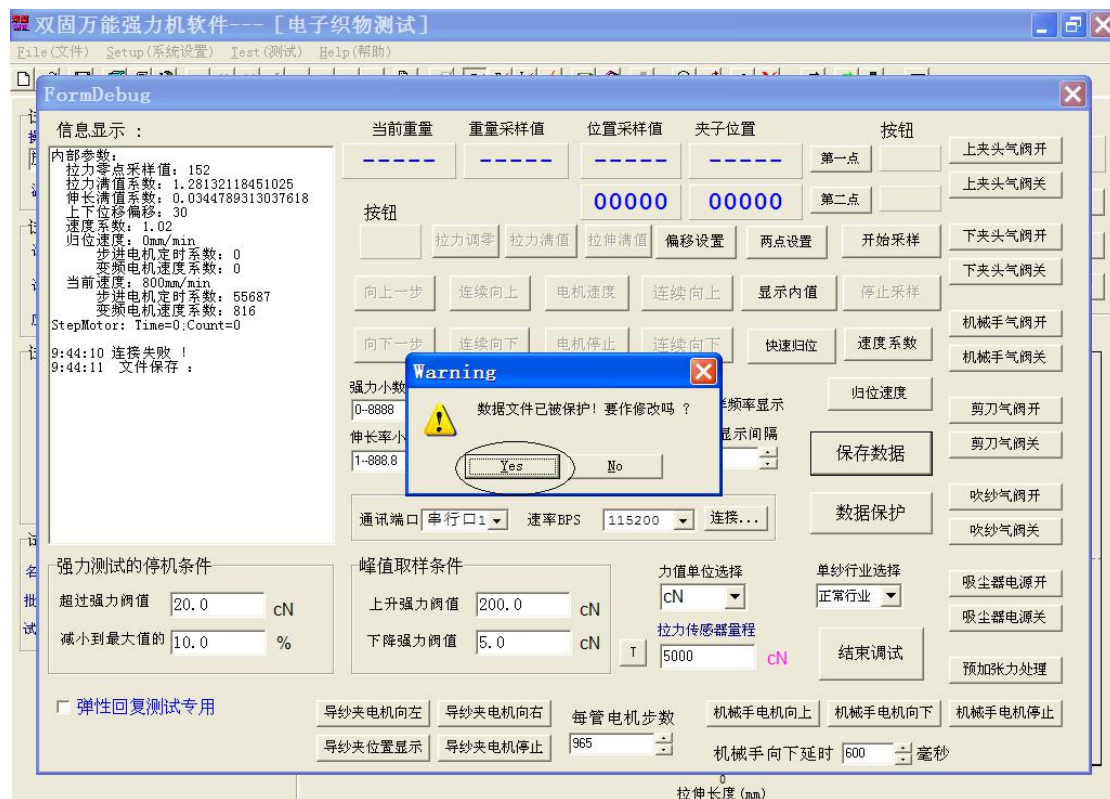 双固万能强力机软件---［电子织物测试］
File(文件) Setup(系统设置) Test(测试) Help(帮助)
FormDebug
信息显示 :
内部参数:
拉力零点采样值: 152
拉力满值系数: 1.28132118451025
伸长满值系数: 0.0344789313037618
上下位移偏移: 30
速度系数: 1.02
归位速度: 0mm/min
步进电机定时系数: 0
变频电机速度系数: 0
当前速度: 800mm/min
步进电机定时系数: 55687
变频电机速度系数: 816
StepMotor: Time=0;Count=0
9:44:10 连接失败 !
9:44:11 文件保存 :
当前重量 重量采样值 位置采样值 夹子位置 按钮
----- ----- ----- ----- 第一点
00000 00000 第二点
按钮
拉力调零 拉力满值 拉伸满值 偏移设置 两点设置 开始采样
向上一步 连续向上 电机速度 连续向上 显示内值 停止采样
向下一步 连续向下 电机停止 连续向下 快速归位 速度系数
强力小数
0-8888
伸长率小
1--888.8
样频率显示
显示间隔
归位速度
保存数据
数据保护
Warning
数据文件已被保护! 要作修改吗 ?
Yes No
通讯端口 串行口1 速率BPS 115200 连接...
上夹头气阀开
上夹头气阀关
下夹头气阀开
下夹头气阀关
机械手气阀开
机械手气阀关
剪刀气阀开
剪刀气阀关
吹纱气阀开
吹纱气阀关
吸尘器电源开
吸尘器电源关
预加张力处理
强力测试的停机条件
超过强力阀值 20.0 cN
减小到最大值的 10.0 %
峰值取样条件
上升强力阀值 200.0 cN
下降强力阀值 5.0 cN
T
力值单位选择
cN
拉力传感器量程
5000 cN
单纱行业选择
正常行业
结束调试
弹性回复测试专用
导纱夹电机向左 导纱夹电机向右 每管电机步数 机械手电机向上 机械手电机向下 机械手电机停止
导纱夹位置显示 导纱夹电机停止 965 机械手向下延时 600 毫秒
0
拉伸长度(mm)